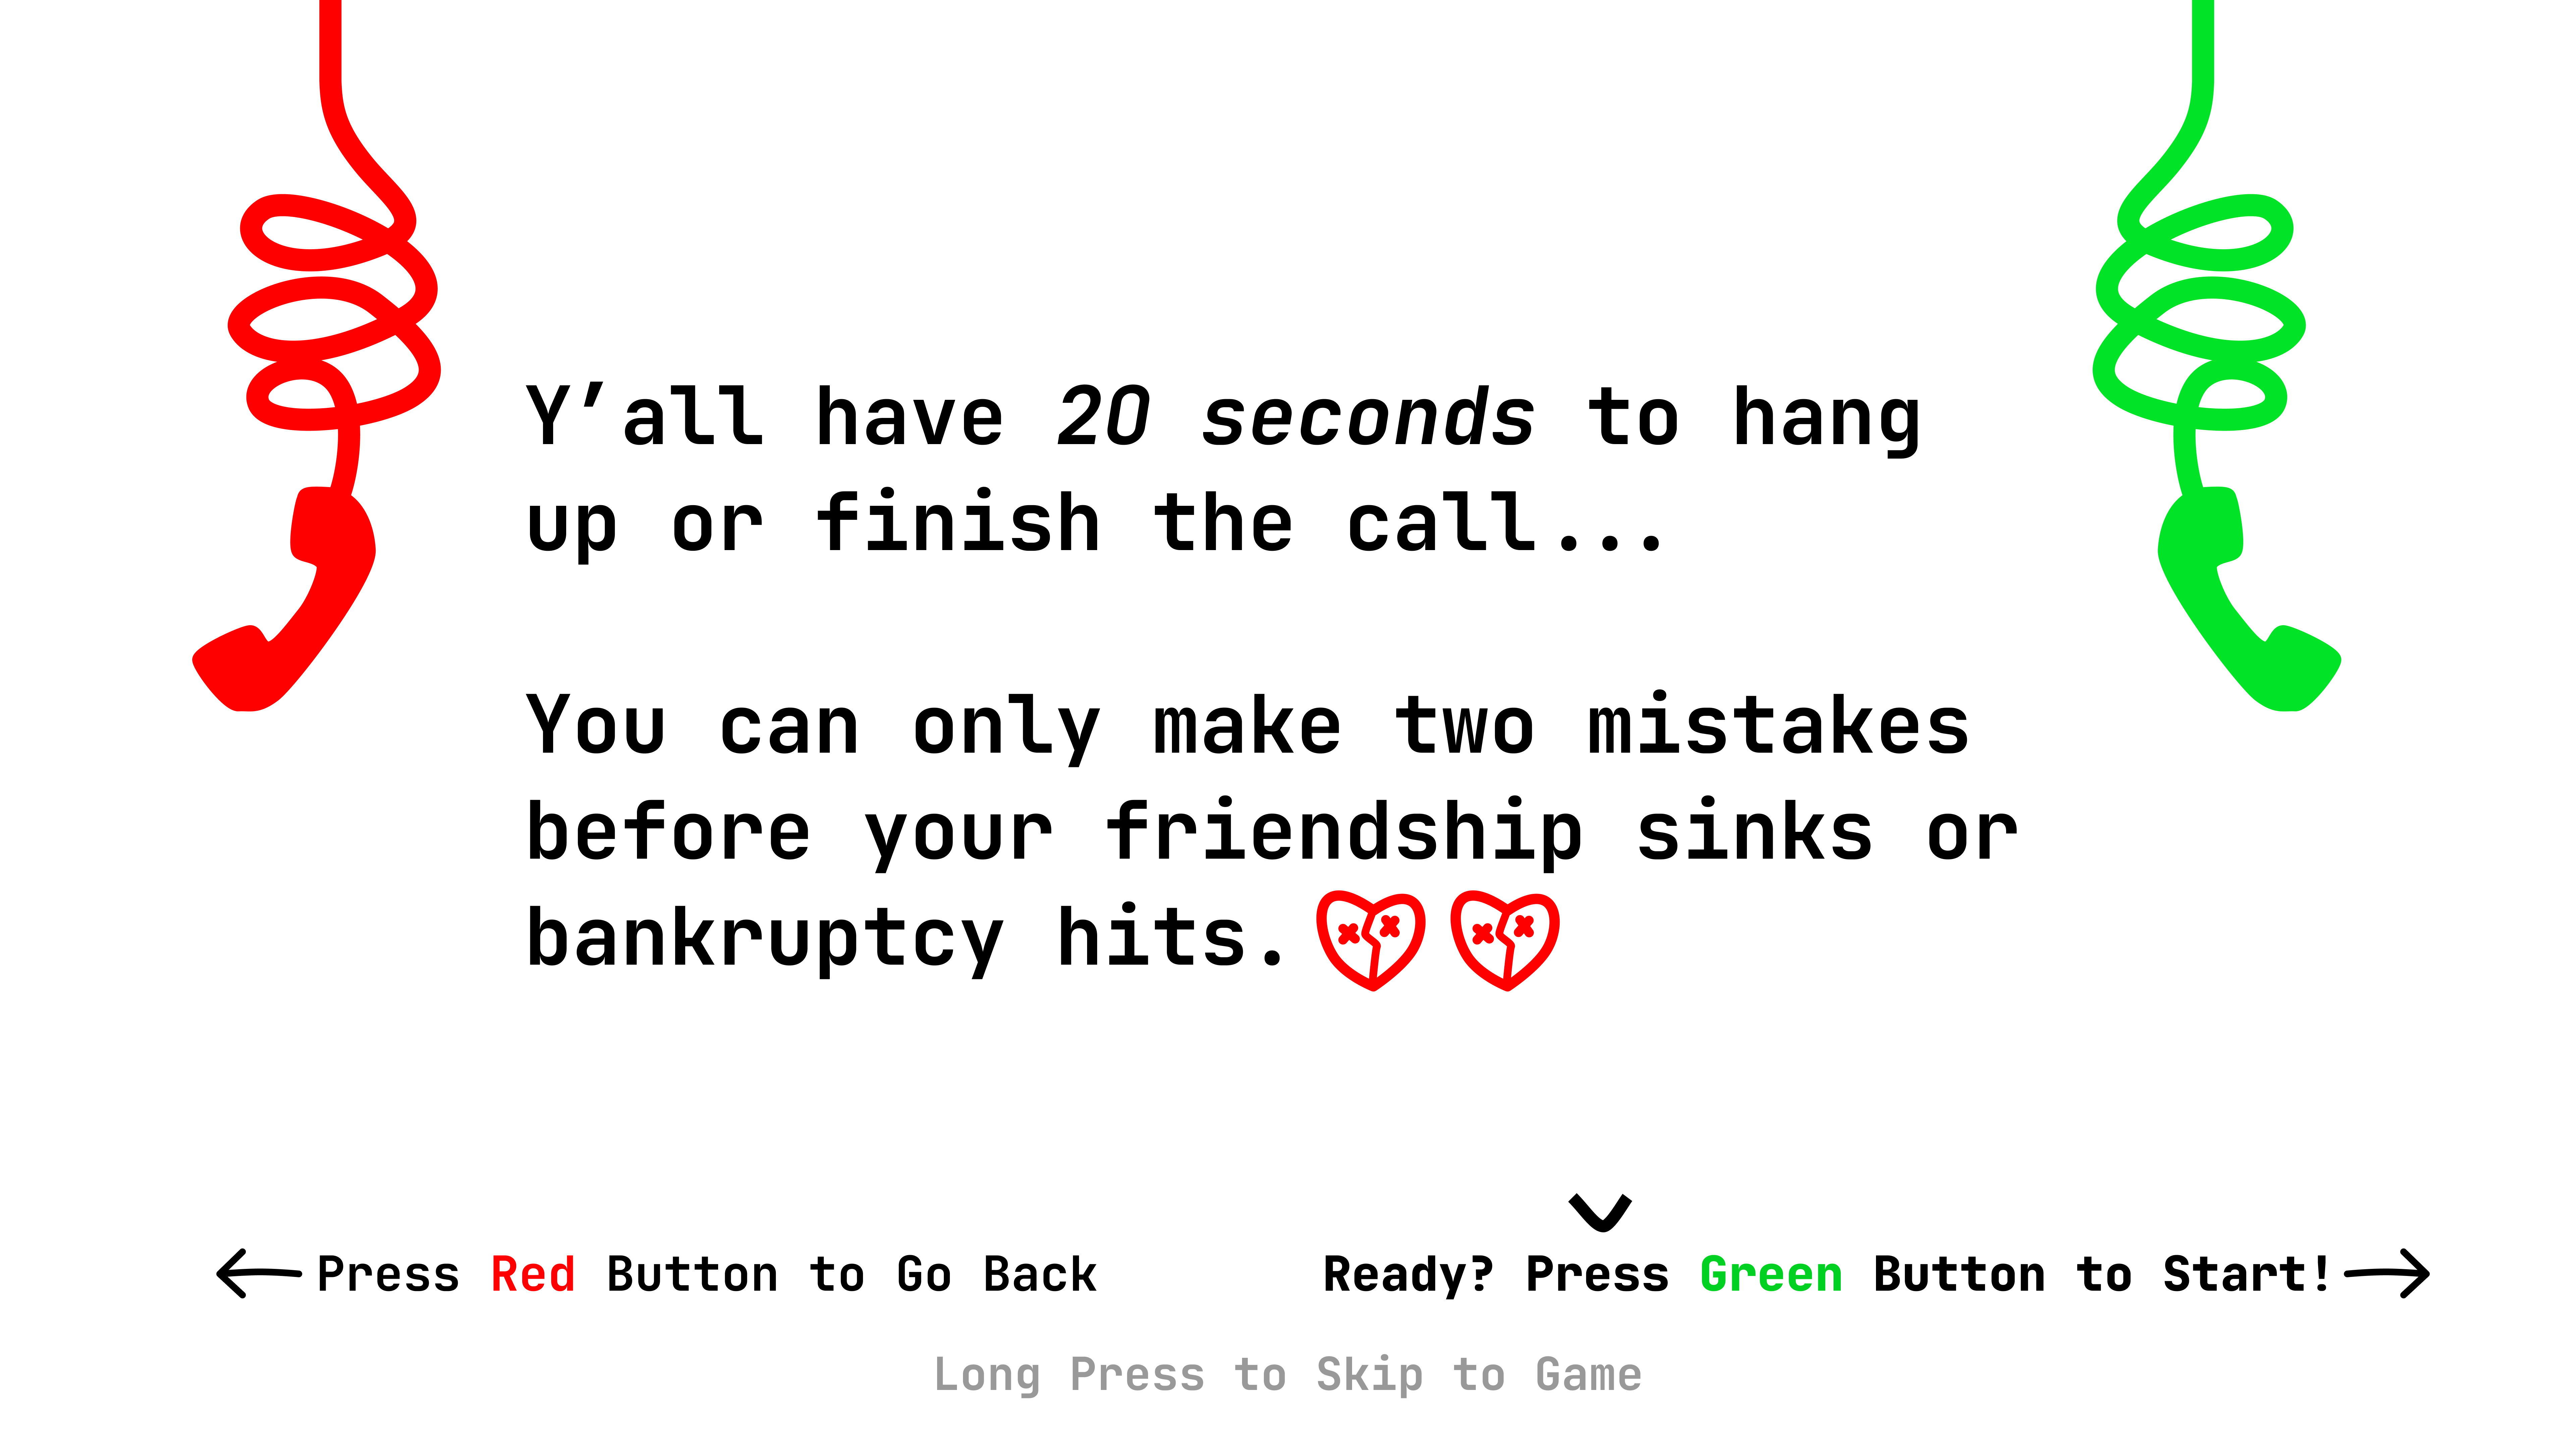 Y’all have 20 seconds to hang
up or finish the call...
You can only make two mistakes
before your friendship sinks or
bankruptcy hits.
Press Red Button to Go Back
Ready? Press Green Button to Start!
Long Press to Skip to Game